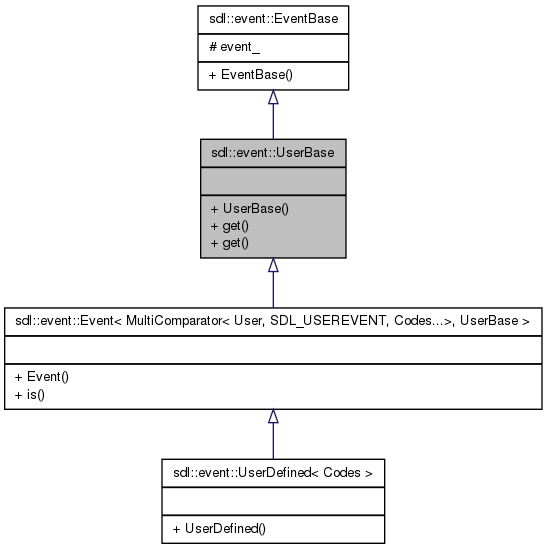 sdl::event::EventBase
# event_
+ EventBase()
sdl::event::UserBase
+ UserBase()
+ get()
+ get()
sdl::event::Event< MultiComparator< User, SDL_USEREVENT, Codes...>, UserBase >
+ Event()
+ is()
sdl::event::UserDefined< Codes >
+ UserDefined()